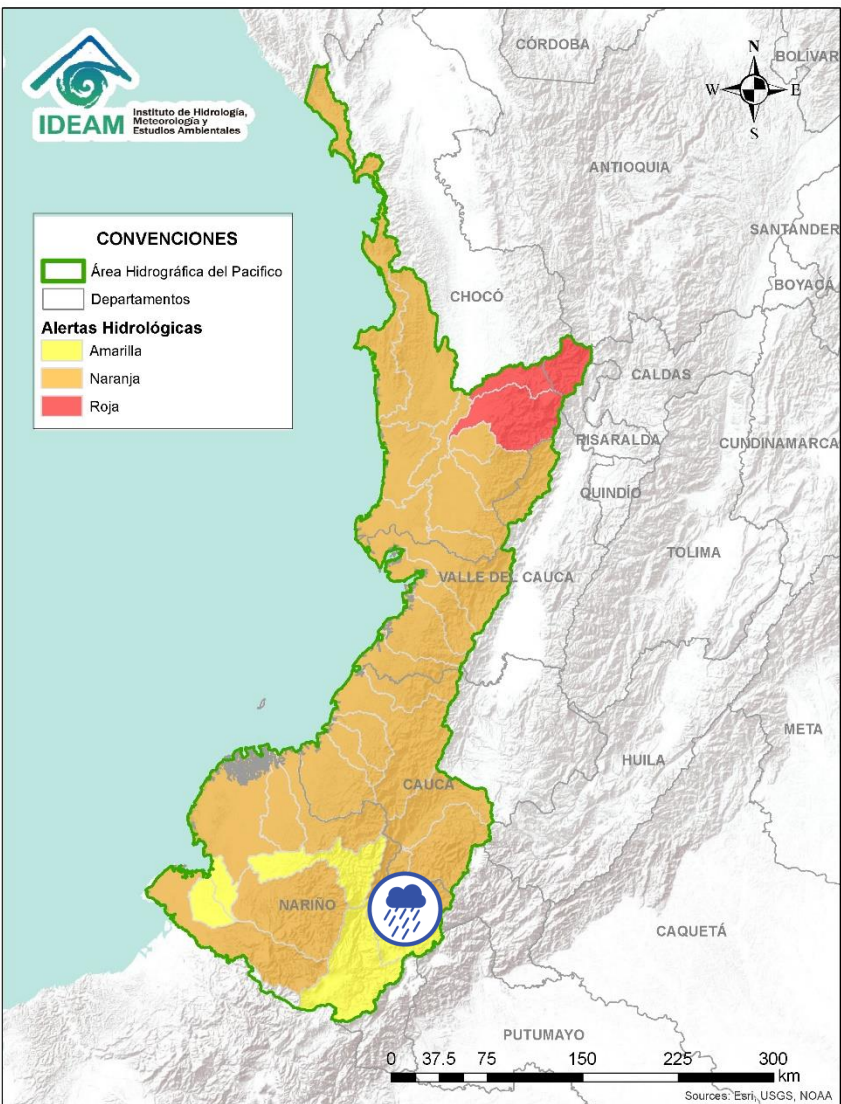 IDEAM
Instituto de Hidrología,
Meteorología y
Estudios Ambientales
N
W
E
S
CÓRDOBA
BOLÍVAR
ANTIOQUIA
SANTANDER
BOYACÁ
CHOCÓ
CALDAS
RISARALDA
CUNDINAMARCA
QUINDÍO
TOLIMA
VALLE DEL CAUCA
META
HUILA
CAUCA
NARIÑO
CAQUETÁ
PUTUMAYO
CONVENCIONES
Área Hidrográfica del Pacifico
Departamentos
Alertas Hidrológicas
Amarilla
Naranja
Roja
0 37.5 75 150 225 300
km
Sources: Esri, USGS, NOAA